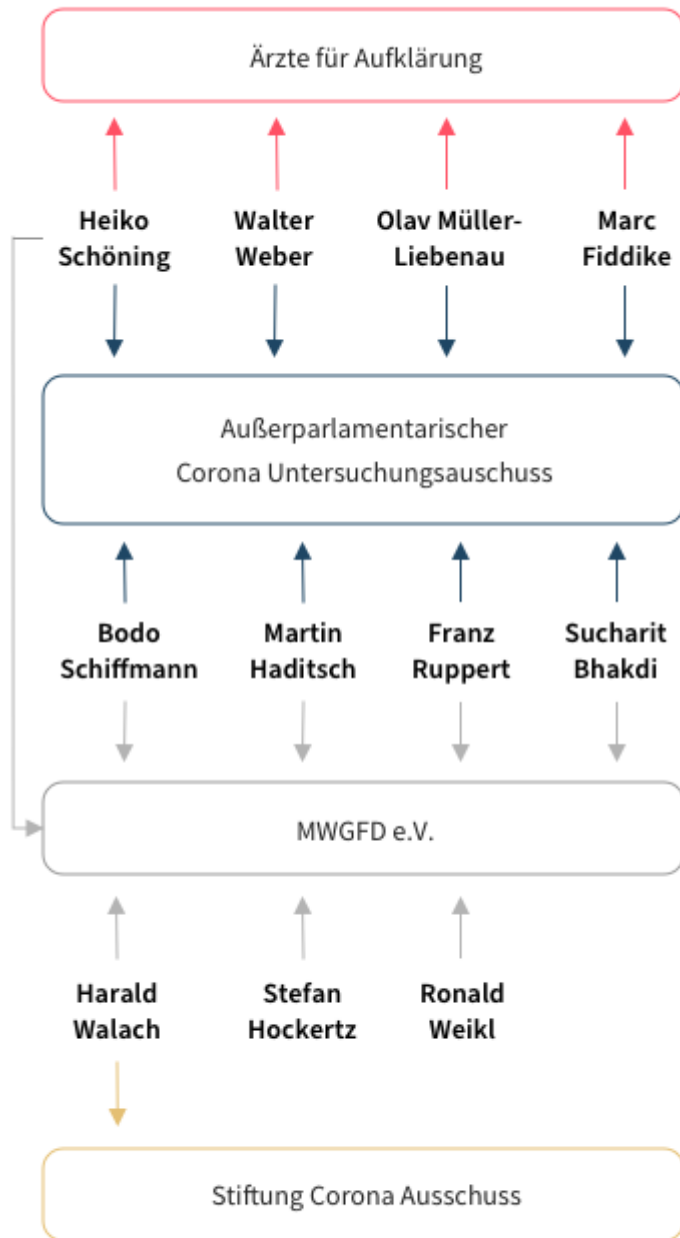 Ärzte für Aufklärung
Heiko Schöning
Walter Weber
Olav Müller-Liebenau
Marc Fiddike
Außerparlamentarischer
Corona Untersuchungsauschuss
Bodo Schiffmann
Martin Haditsch
Franz Ruppert
Sucharit Bhakdi
MWGFD e.V.
Harald Walach
Stefan Hockertz
Ronald Weikl
Stiftung Corona Ausschuss